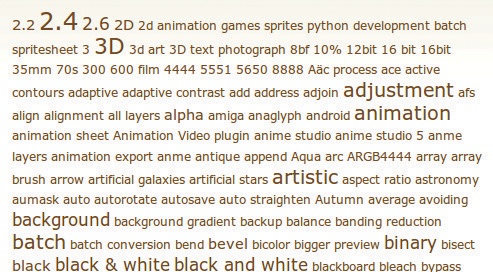 2.2 2.4 2.6 2D 2d animation games sprites python development batch
spritesheet 3 3D 3d art 3D text photograph 8bf 10% 12bit 16 bit 16bit
35mm 70s 300 600 film 4444 5551 5650 8888 Aäc process ace active
contours adaptive adaptive contrast add address adjoin adjustment afs
align alignment all layers alpha amiga anaglyph android animation
animation sheet Animation Video plugin anime studio anime studio 5 anme
layers animation export anme antique append Aqua arc ARGB4444 array array
brush arrow artificial galaxies artificial stars artistic aspect ratio astronomy
aumask auto autorotate autosave auto straighten Autumn average avoiding
background background gradient backup balance banding reduction
batch batch conversion bend bevel bicolor bigger preview binary bisect
black black & white black and white blackboard bleach bypass